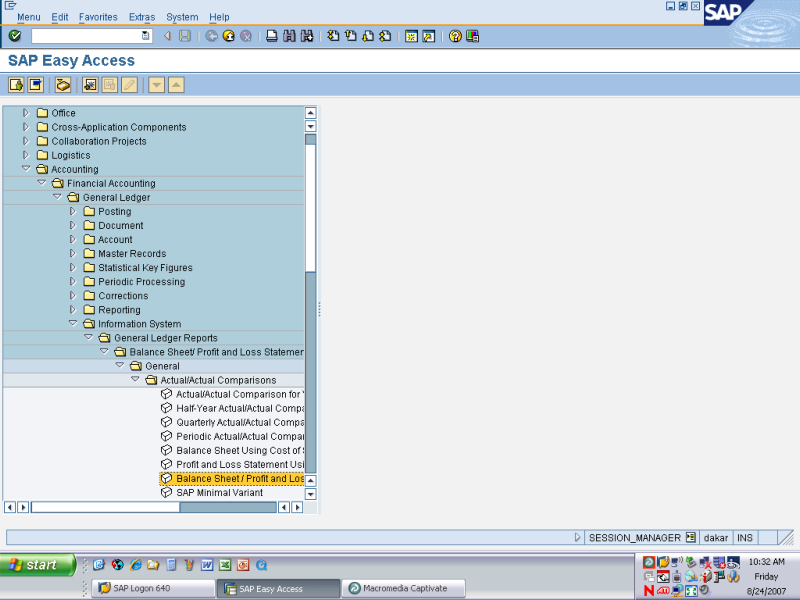 Menu Edit Favorites Extras System Help
SAP
SAP Easy Access
Office
Cross-Application Components
Collaboration Projects
Logistics
Accounting
Financial Accounting
General Ledger
Posting
Document
Account
Master Records
Statistical Key Figures
Periodic Processing
Corrections
Reporting
Information System
General Ledger Reports
Balance Sheet/ Profit and Loss Statemer
General
Actual/Actual Comparisons
Actual/Actual Comparison for
Half-Year Actual/Actual Compa
Quarterly Actual/Actual Compa
Periodic Actual/Actual Compar
Balance Sheet Using Cost of
Profit and Loss Statement Usi
Balance Sheet / Profit and Los
SAP Minimal Variant
SESSION_MANAGER dakar INS
start
10:32 AM
Friday
8/24/2007
SAP Logon 640 SAP Easy Access Macromedia Captivate